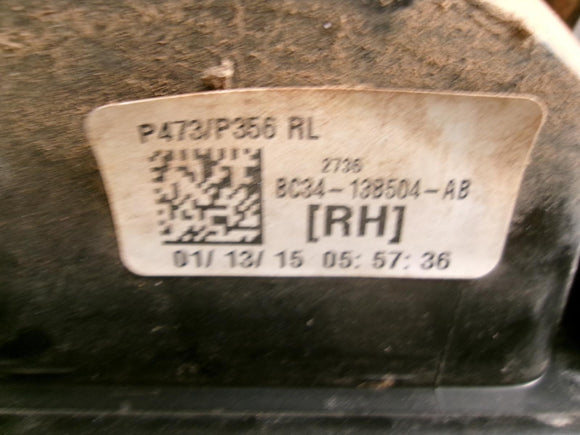 P473/P356 RL
2736
BC34-13B504-AB
[RH]
01/ 13/ 15 05: 57: 36